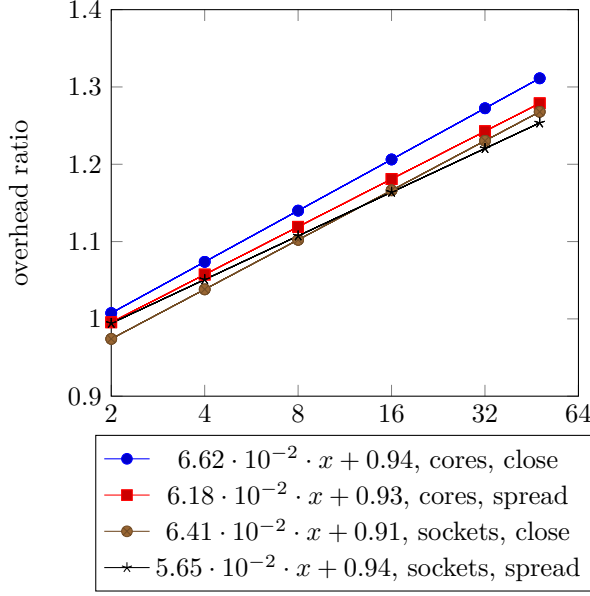 1.4
1.3
1.2
1.1
1
0.9
overhead ratio
2 4 8 16 32 64
6.62 · 10⁻² · x + 0.94, cores, close
6.18 · 10⁻² · x + 0.93, cores, spread
6.41 · 10⁻² · x + 0.91, sockets, close
5.65 · 10⁻² · x + 0.94, sockets, spread